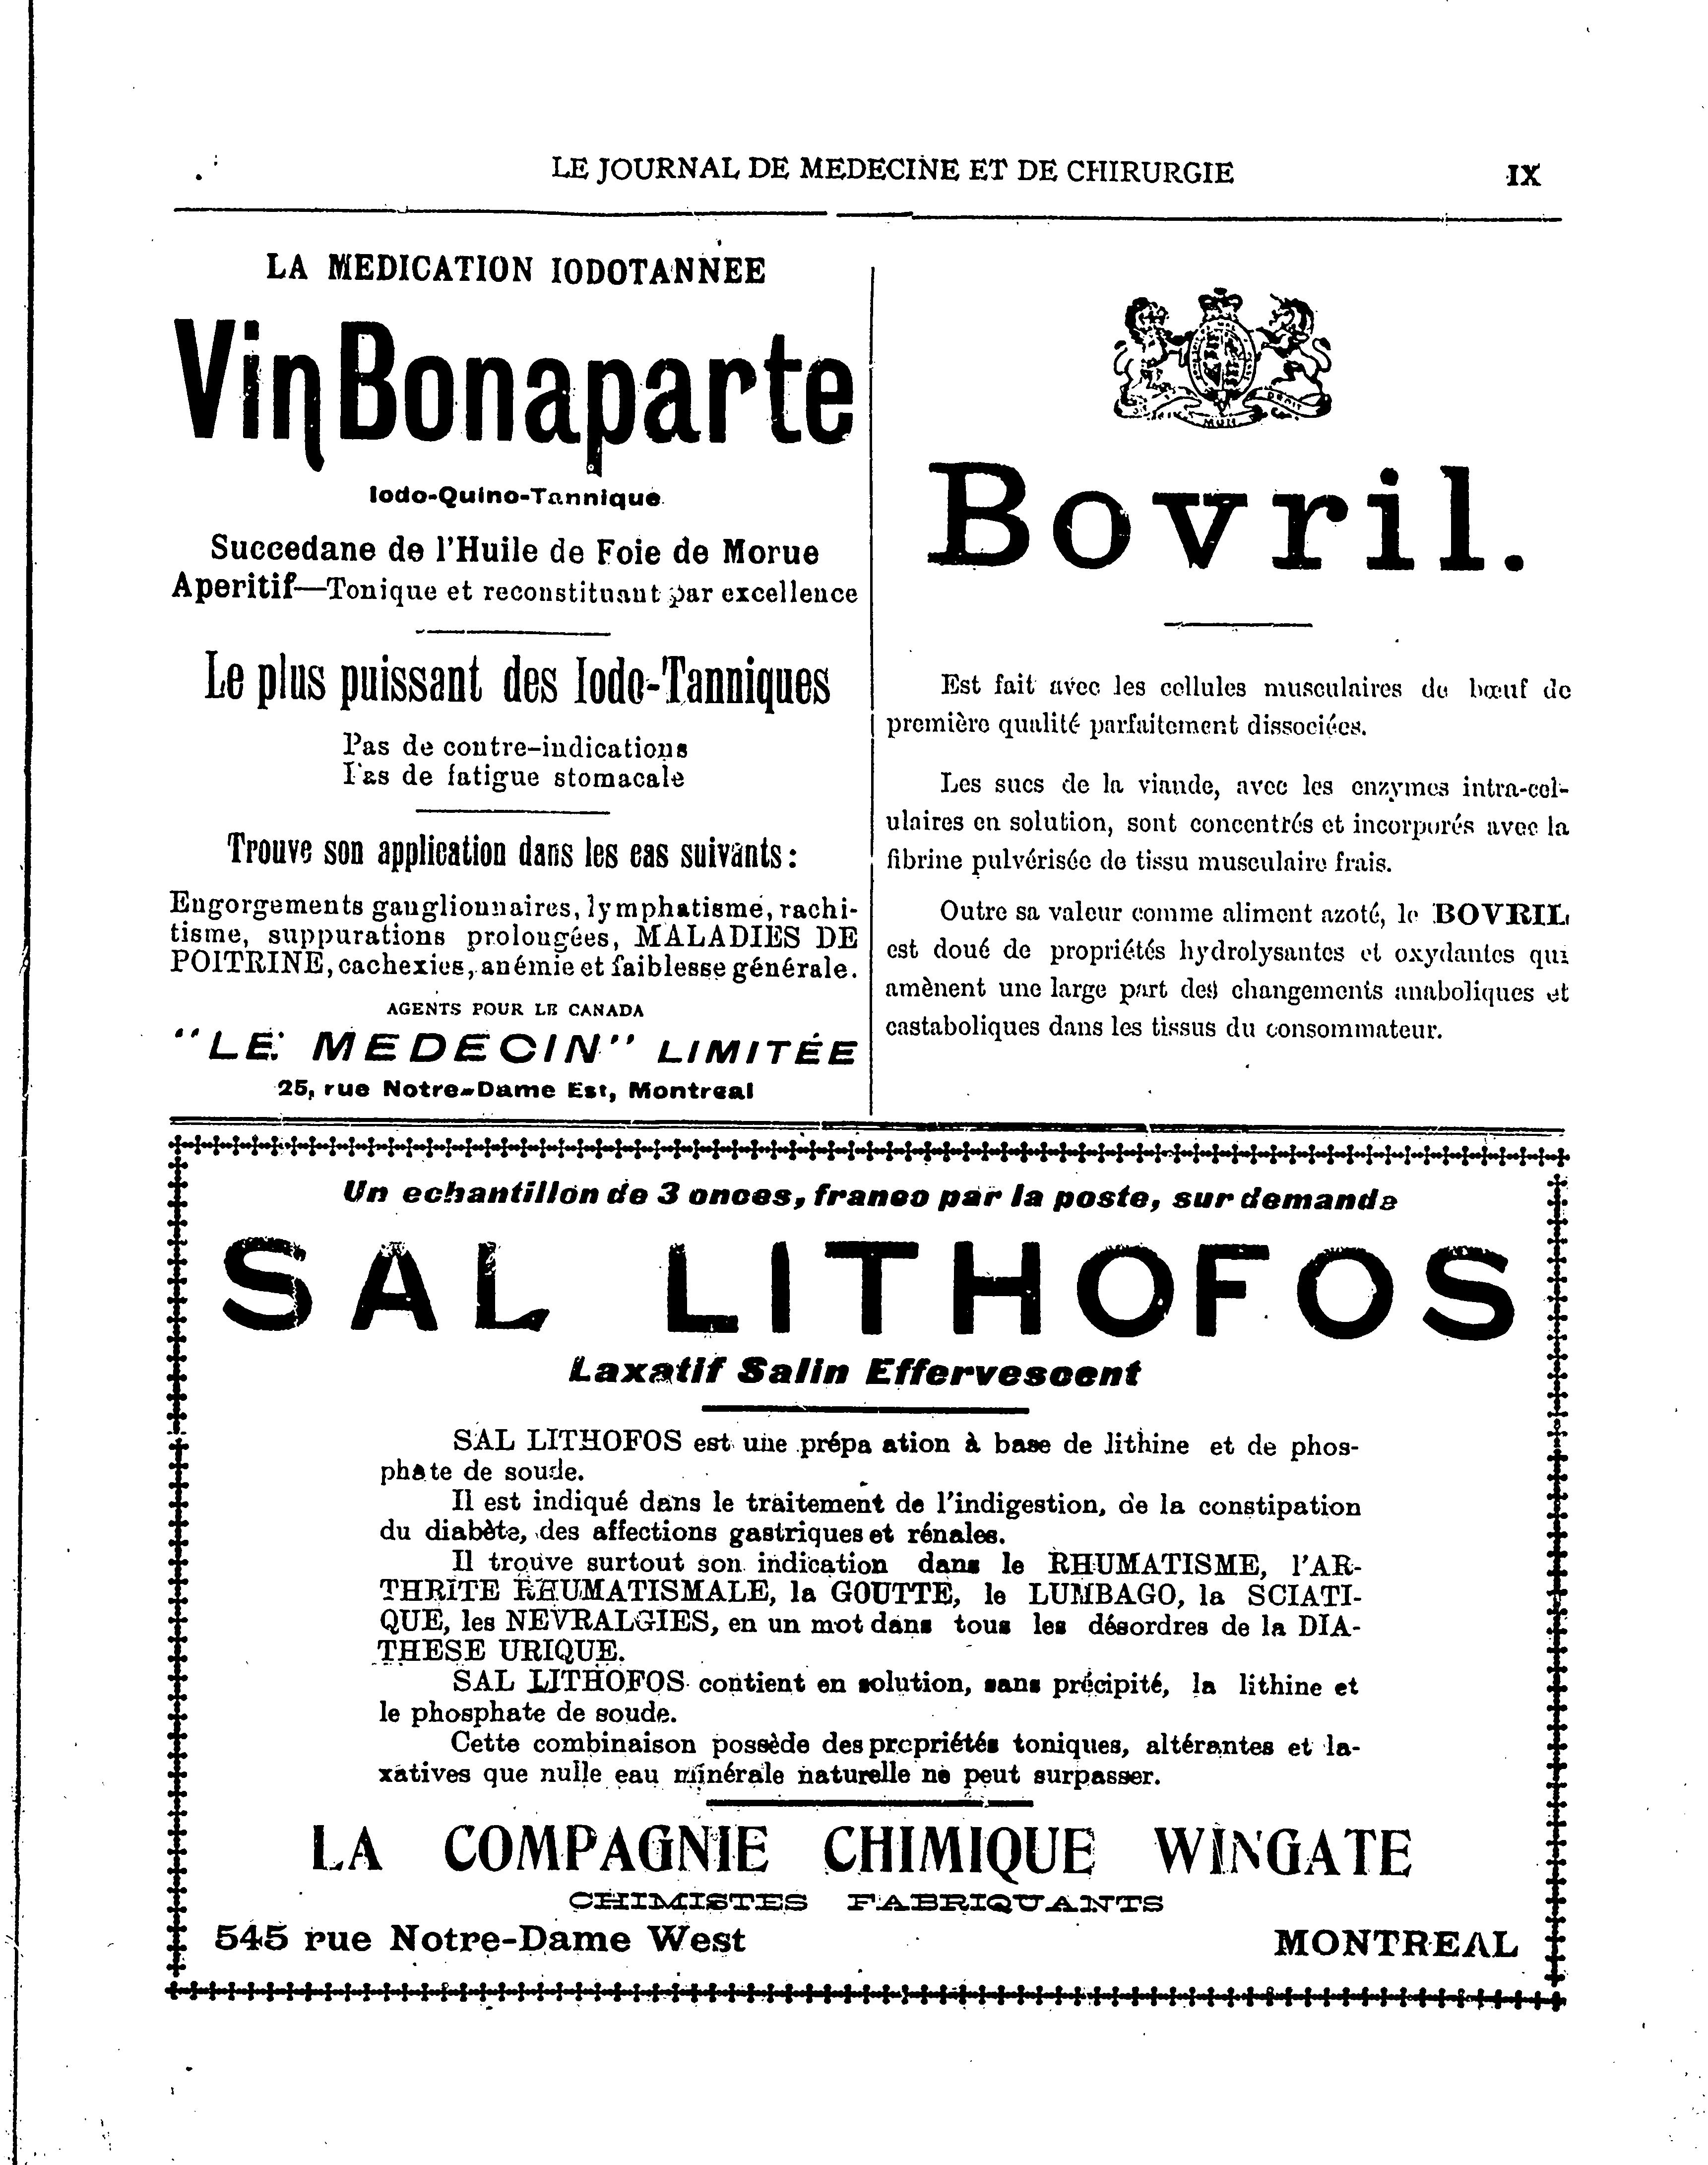 LE JOURNAL DE MEDECINE ET DE CHIRURGIE
IX
LA MEDICATION IODOTANNEE
Vin Bonaparte
Iodo-Quino-Tannique
Succedane de l'Huile de Foie de Morue
Aperitif—Tonique et reconstituant par excellence
Le plus puissant des Iodo-Tanniques
Pas de contre-indications
Pas de fatigue stomacale
Trouve son application dans les cas suivants:
Engorgements ganglionnaires, lymphatisme, rachi-
tisme, suppurations prolongées, MALADIES DE
POITRINE, cachexies, anémie et faiblesse générale.
AGENTS POUR LE CANADA
"LE MEDECIN" LIMITÉE
25, rue Notre-Dame Est, Montreal
Bovril.
Est fait avec les cellules musculaires du bœuf de
première qualité parfaitement dissociées.
Les sucs de la viande, avec les enzymes intra-cel-
ulaires en solution, sont concentrés et incorporés avec la
fibrine pulvérisée de tissu musculaire frais.
Outre sa valeur comme aliment azoté, le BOVRIL
est doué de propriétés hydrolysantes et oxydantes qui
amènent une large part des changements anaboliques et
castaboliques dans les tissus du consommateur.
Un echantillon de 3 onces, franco par la poste, sur demande
SAL LITHOFOS
Laxatif Salin Effervescent
SAL LITHOFOS est une prépa ation à base de lithine et de phos-
phate de soude.
Il est indiqué dans le traitement de l'indigestion, de la constipation
du diabète, des affections gastriques et rénales.
Il trouve surtout son indication dans le RHUMATISME, l'AR-
THRITE RHUMATISMALE, la GOUTTE, le LUMBAGO, la SCIATI-
QUE, les NEVRALGIES, en un mot dans tous les désordres de la DIA-
THESE URIQUE.
SAL LITHOFOS contient en solution, sans précipité, la lithine et
le phosphate de soude.
Cette combinaison possède des propriétés toniques, altérantes et la-
xatives que nulle eau minérale naturelle ne peut surpasser.
LA COMPAGNIE CHIMIQUE WINGATE
CHIMISTES FABRIQUANTS
545 rue Notre-Dame West
MONTREAL